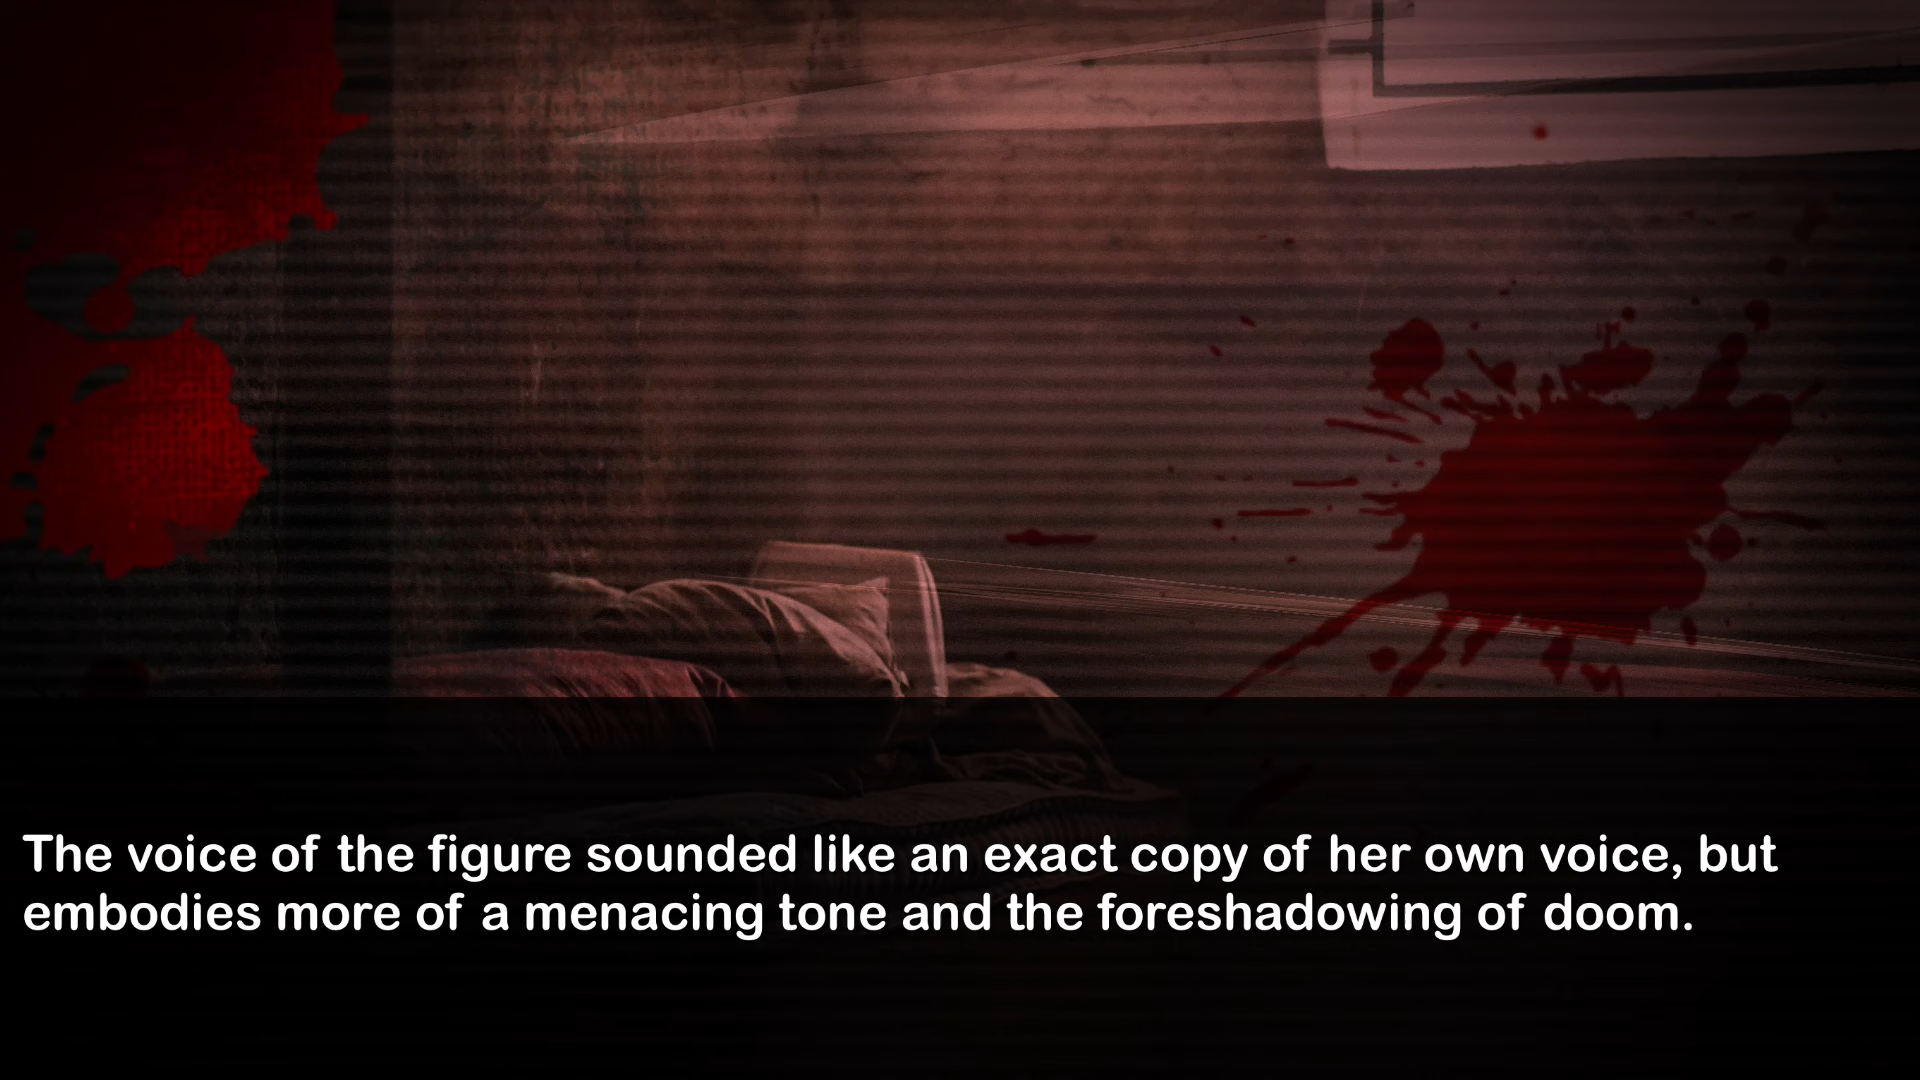 The voice of the figure sounded like an exact copy of her own voice, but
embodies more of a menacing tone and the foreshadowing of doom.